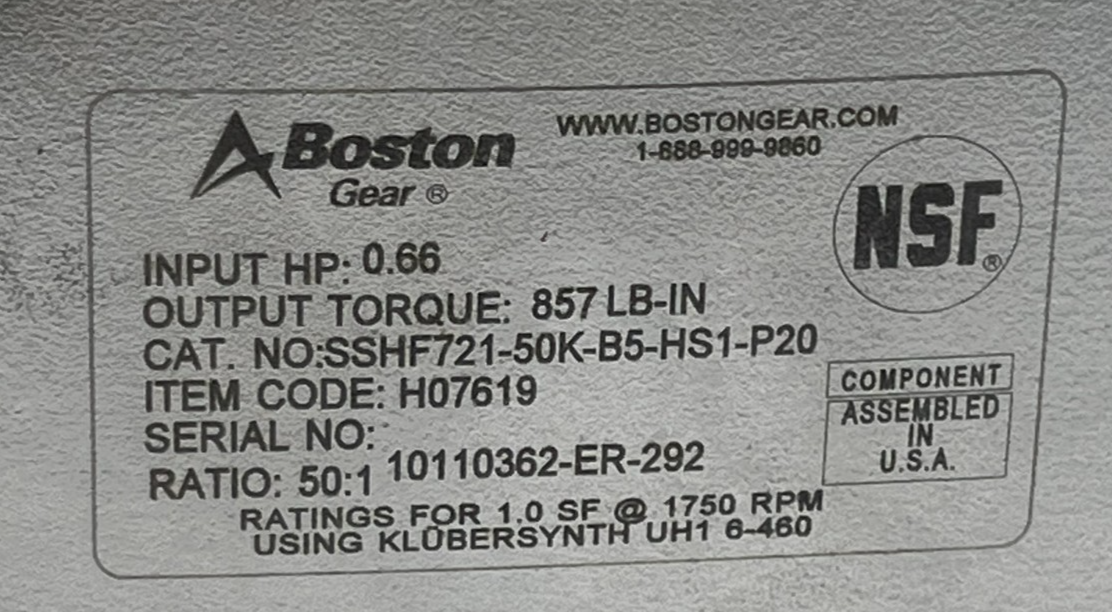 Boston
Gear ®
WWW.BOSTONGEAR.COM
1-888-999-9860
NSF®
INPUT HP: 0.66
OUTPUT TORQUE: 857 LB-IN
CAT. NO:SSHF721-50K-B5-HS1-P20
ITEM CODE: H07619
SERIAL NO:
10110362-ER-292
RATIO: 50:1
COMPONENT
ASSEMBLED
IN
U.S.A.
RATINGS FOR 1.0 SF @ 1750 RPM
USING KLÜBERSYNTH UH1 6-460